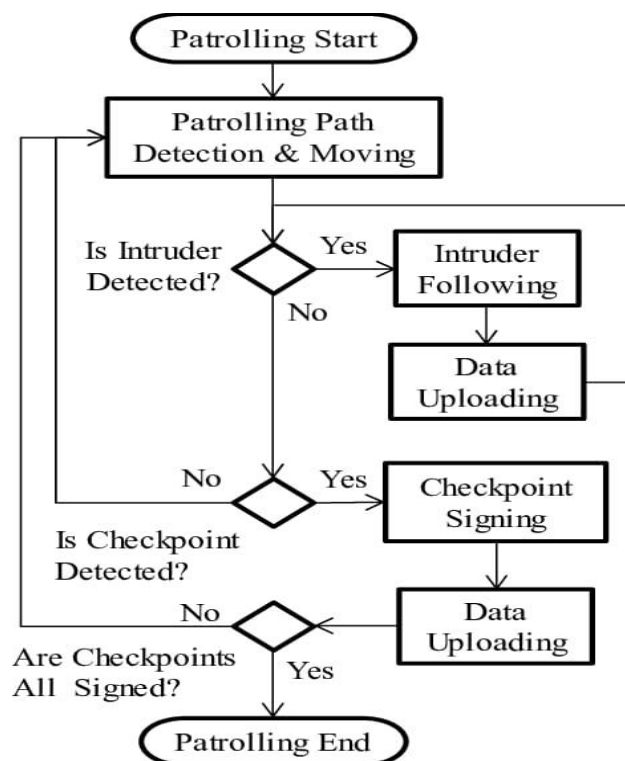 Patrolling Start
Patrolling Path
Detection & Moving
Is Intruder
Detected?
Yes
Intruder
Following
No
Data
Uploading
No
Yes
Checkpoint
Signing
Is Checkpoint
Detected?
No
Data
Uploading
Are Checkpoints
All Signed?
Yes
Patrolling End